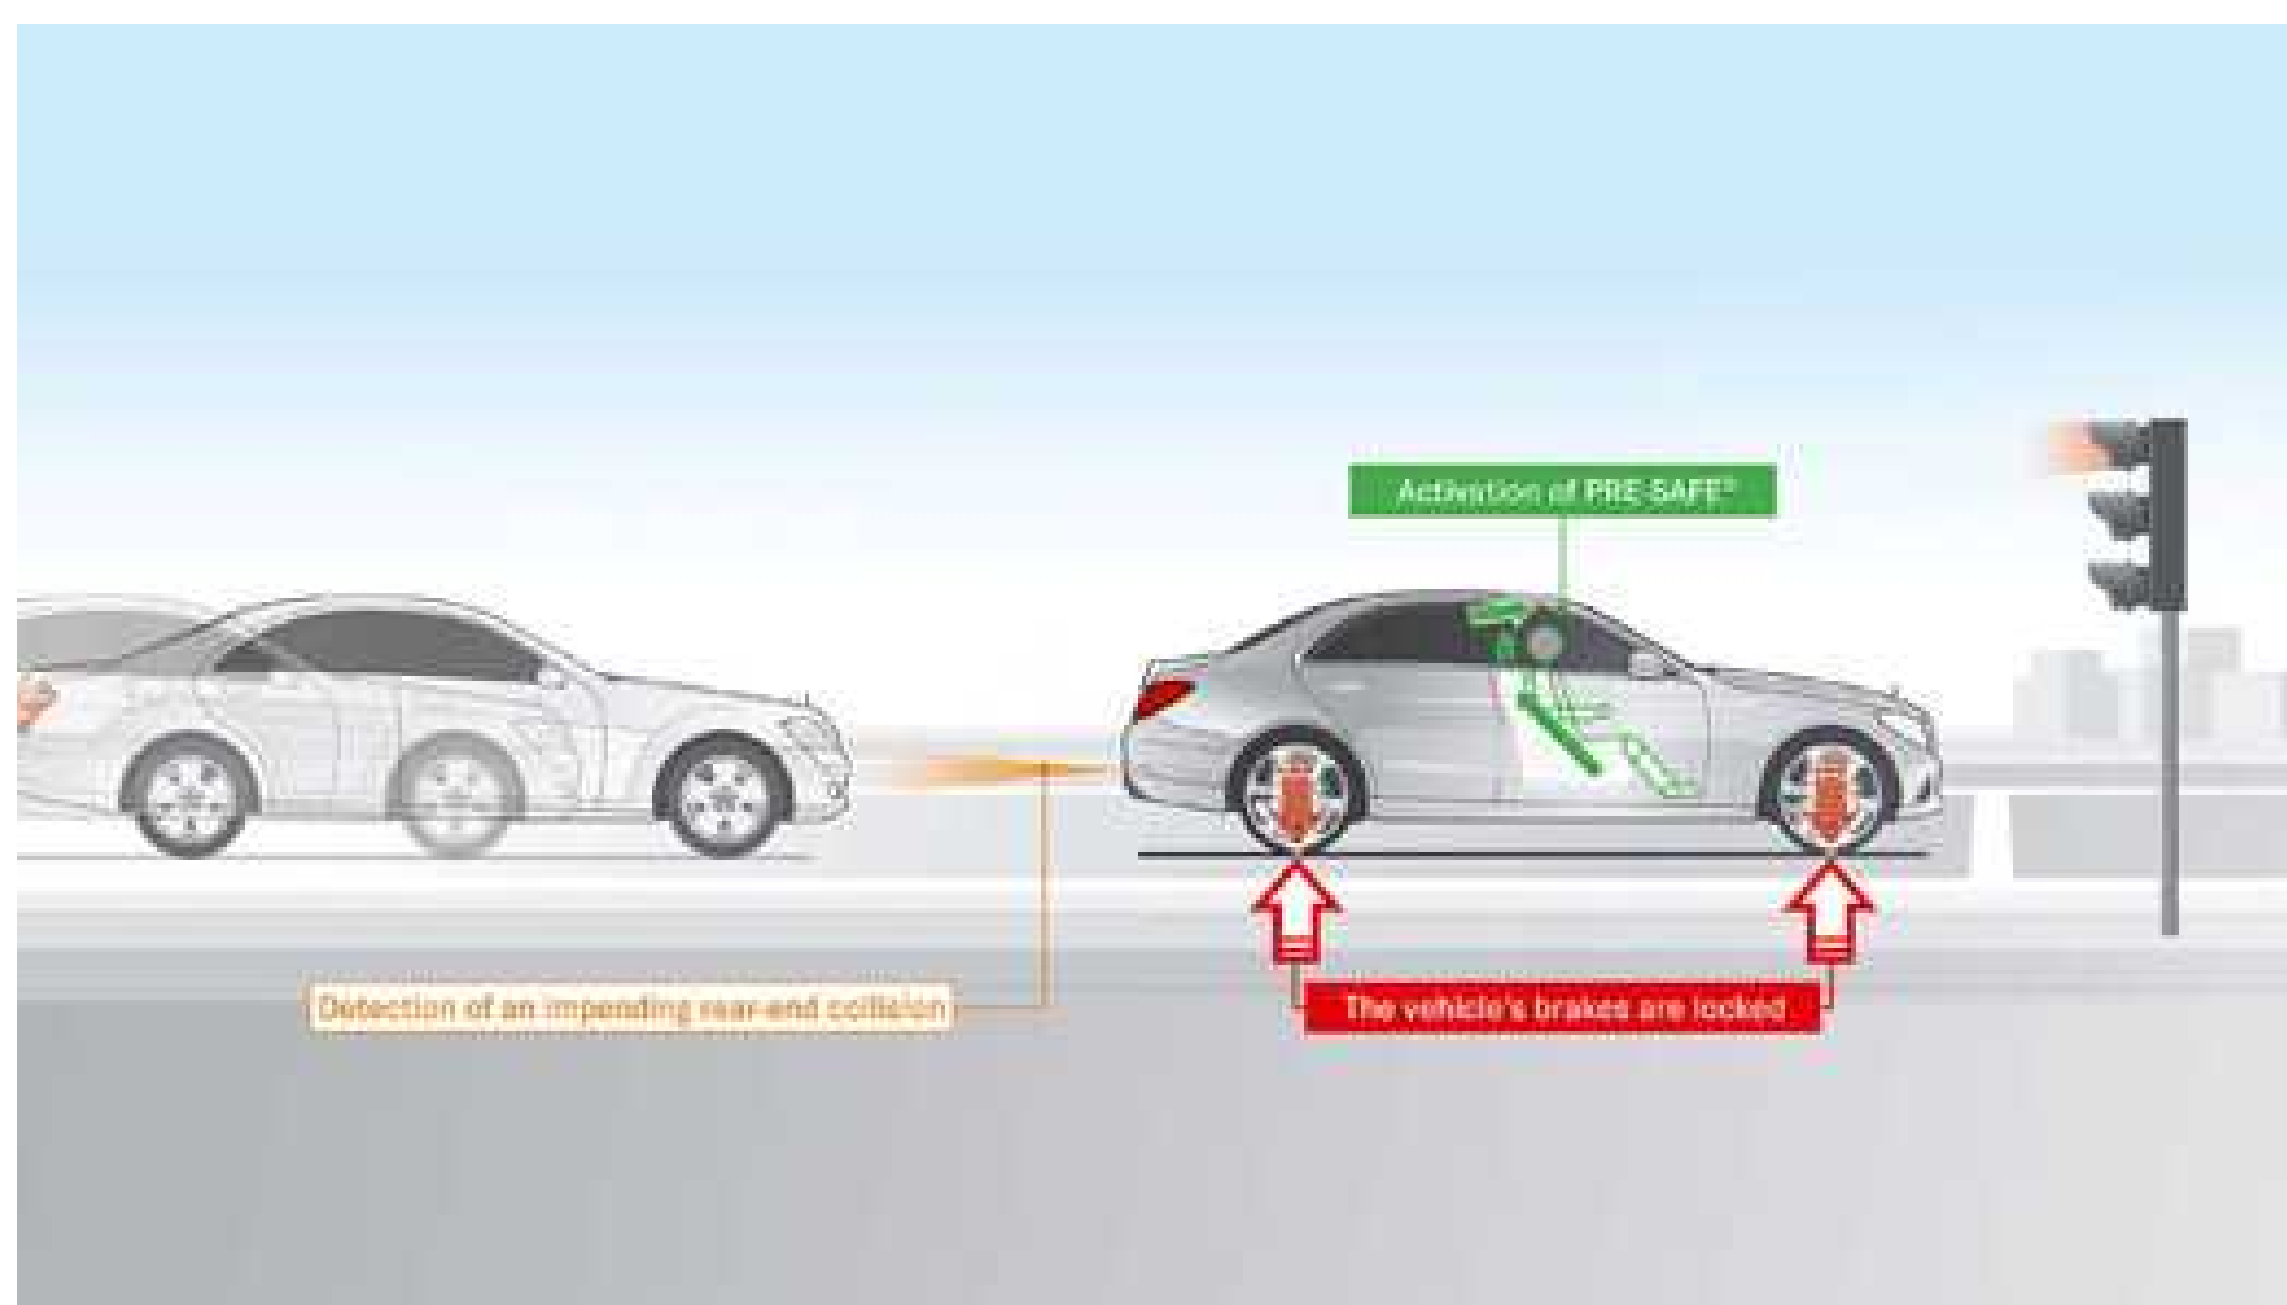 Activation of PRE-SAFE®
Detection of an impending rear-end collision
The vehicle's brakes are locked